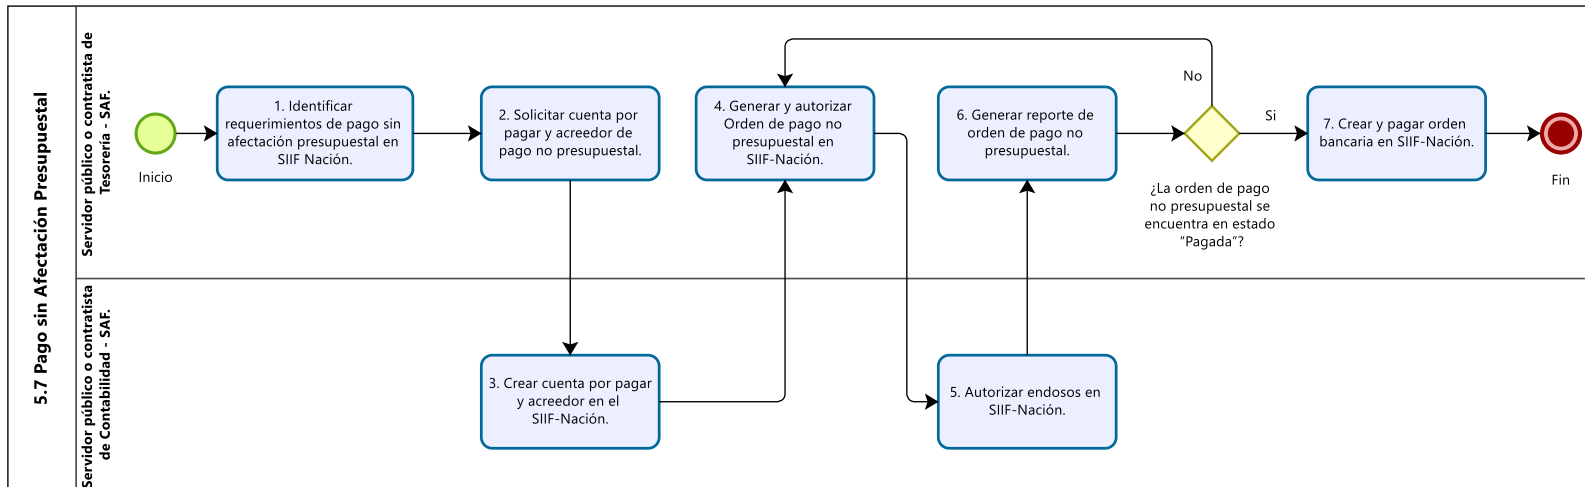 5.7 Pago sin Afectación Presupuestal
Servidor público o contratista de
Tesorería - SAF.
Inicio
1. Identificar
requerimientos de pago sin
afectación presupuestal en
SIIF Nación.
2. Solicitar cuenta por
pagar y acreedor de
pago no presupuestal.
4. Generar y autorizar
Orden de pago no
presupuestal en
SIIF-Nación.
6. Generar reporte de
orden de pago no
presupuestal.
No
Si
¿La orden de pago
no presupuestal se
encuentra en estado
“Pagada”?
7. Crear y pagar orden
bancaria en SIIF-Nación.
Fin
Servidor público o contratista
de Contabilidad - SAF.
3. Crear cuenta por pagar
y acreedor en el
SIIF-Nación.
5. Autorizar endosos en
SIIF-Nación.